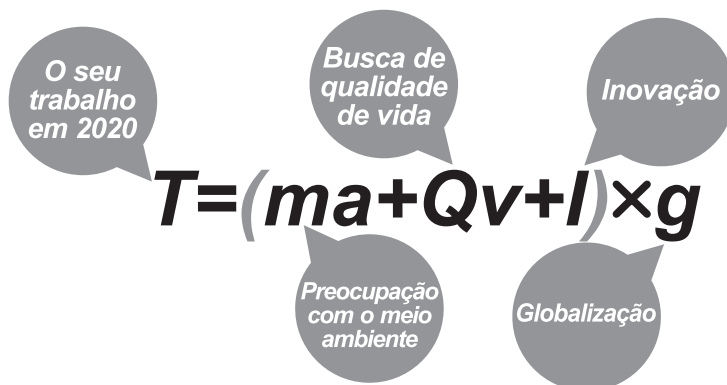 O seu
trabalho
em 2020
Busca de
qualidade
de vida
Inovação
T=(ma+Qv+I)×g
Preocupação
com o meio
ambiente
Globalização